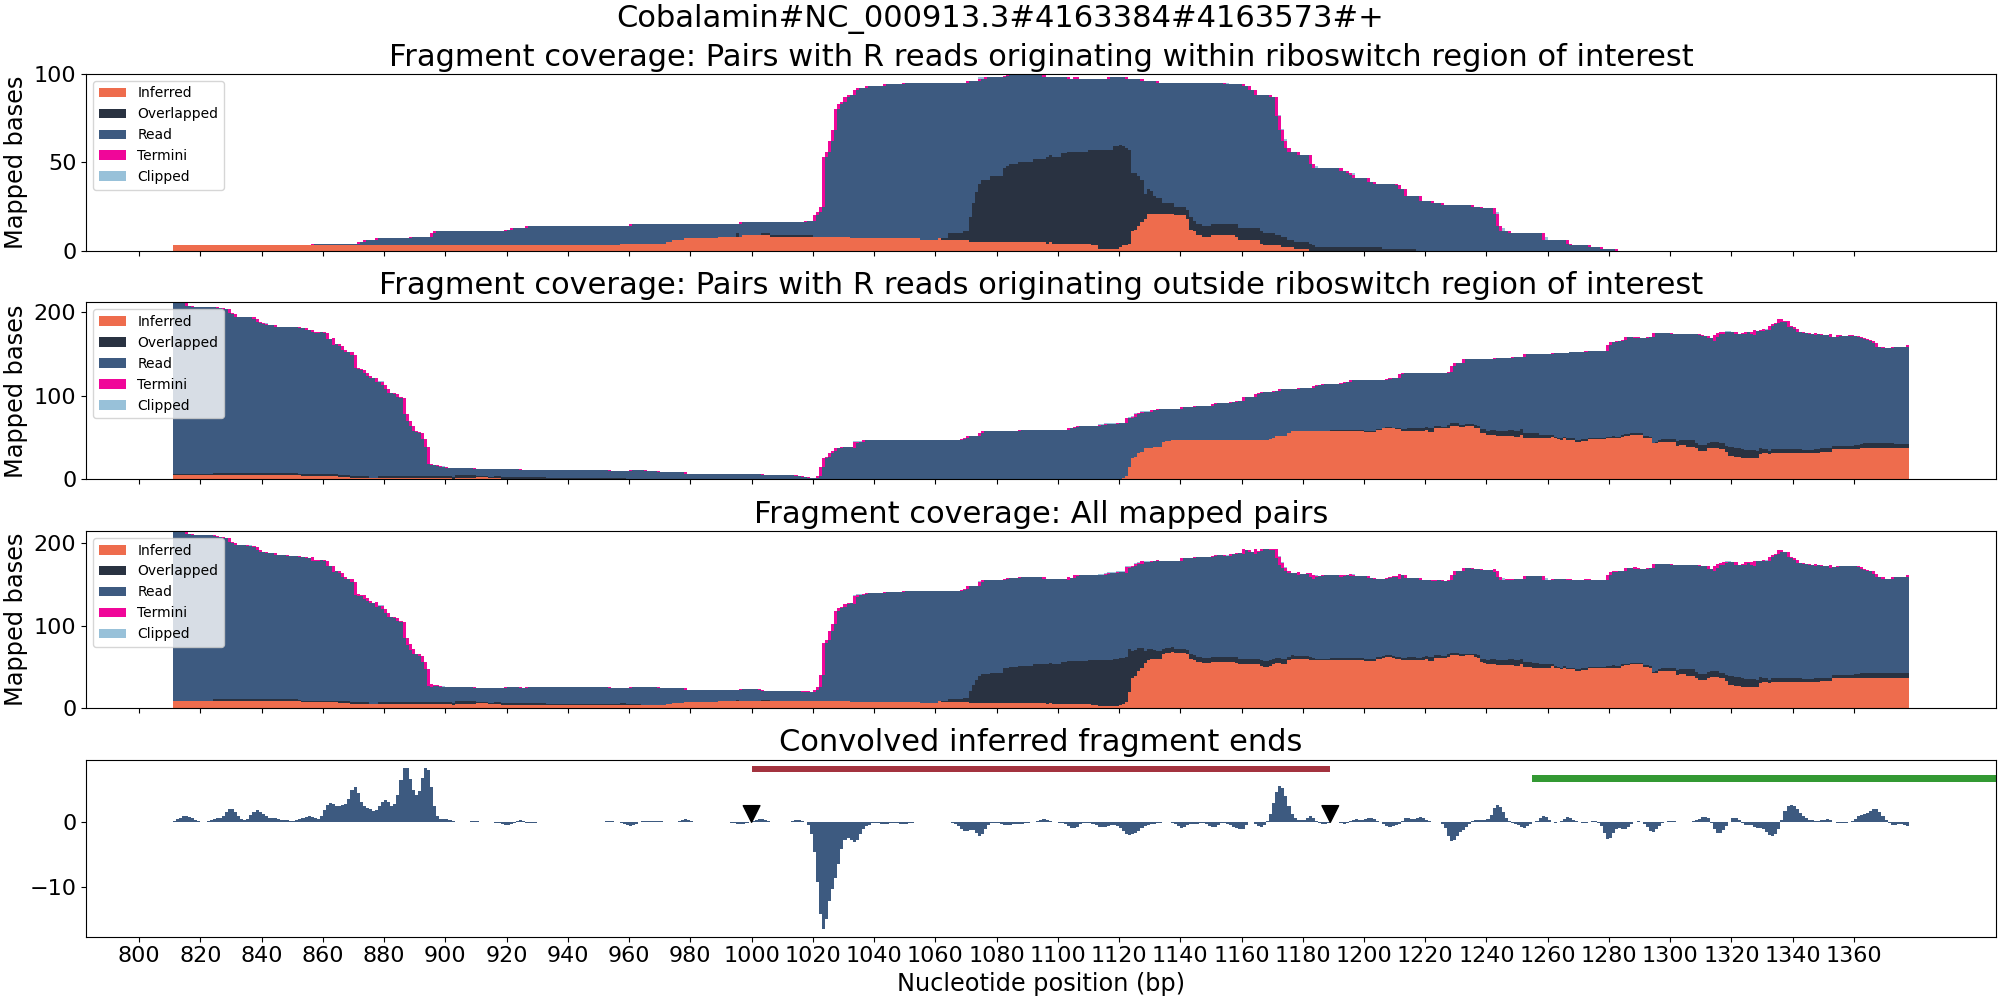 Cobalamin#NC_000913.3#4163384#4163573#+
Fragment coverage: Pairs with R reads originating within riboswitch region of interest
Mapped bases
100
50
0
Inferred
Overlapped
Read
Termini
Clipped
Fragment coverage: Pairs with R reads originating outside riboswitch region of interest
Mapped bases
200
100
0
Inferred
Overlapped
Read
Termini
Clipped
Fragment coverage: All mapped pairs
Mapped bases
200
100
0
Inferred
Overlapped
Read
Termini
Clipped
Convolved inferred fragment ends
0
−10
800 820 840 860 880 900 920 940 960 980 1000 1020 1040 1060 1080 1100 1120 1140 1160 1180 1200 1220 1240 1260 1280 1300 1320 1340 1360
Nucleotide position (bp)